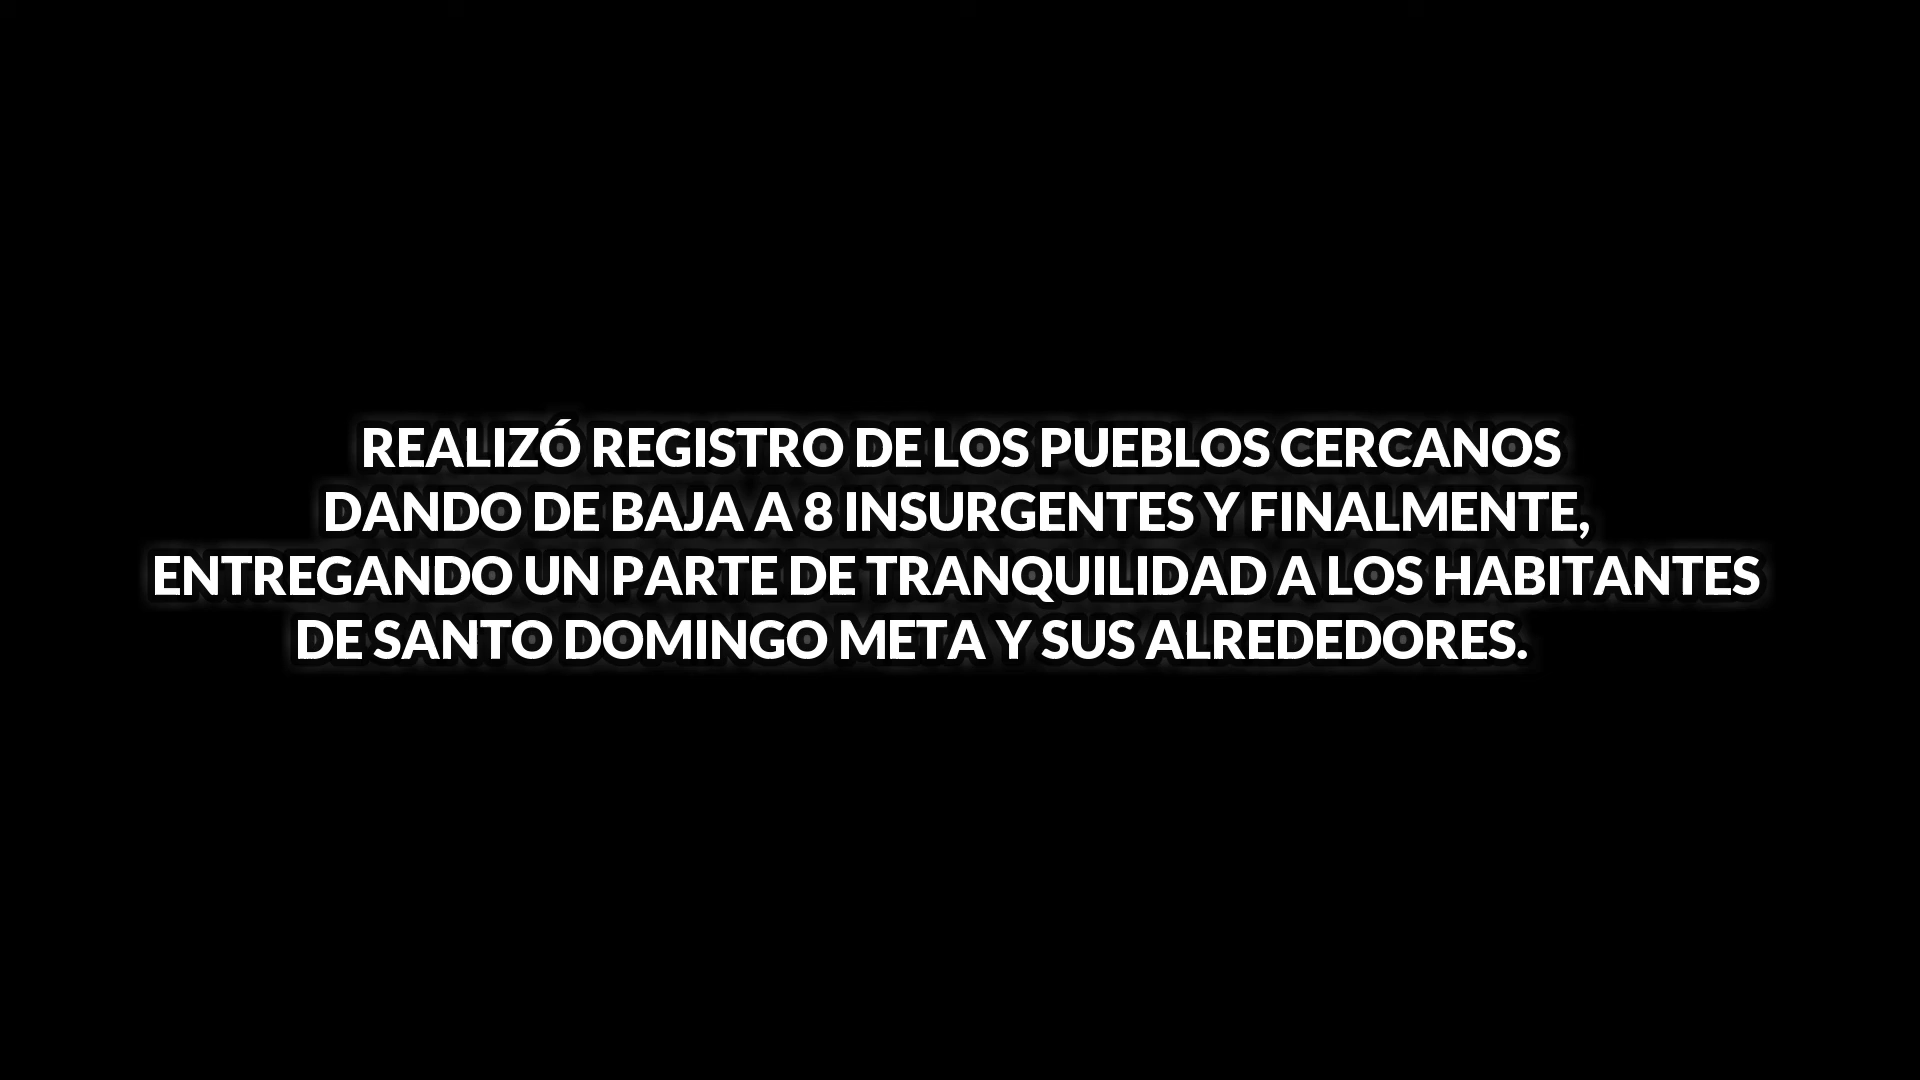 REALIZÓ REGISTRO DE LOS PUEBLOS CERCANOS
DANDO DE BAJA A 8 INSURGENTES Y FINALMENTE,
ENTREGANDO UN PARTE DE TRANQUILIDAD A LOS HABITANTES
DE SANTO DOMINGO META Y SUS ALREDEDORES.